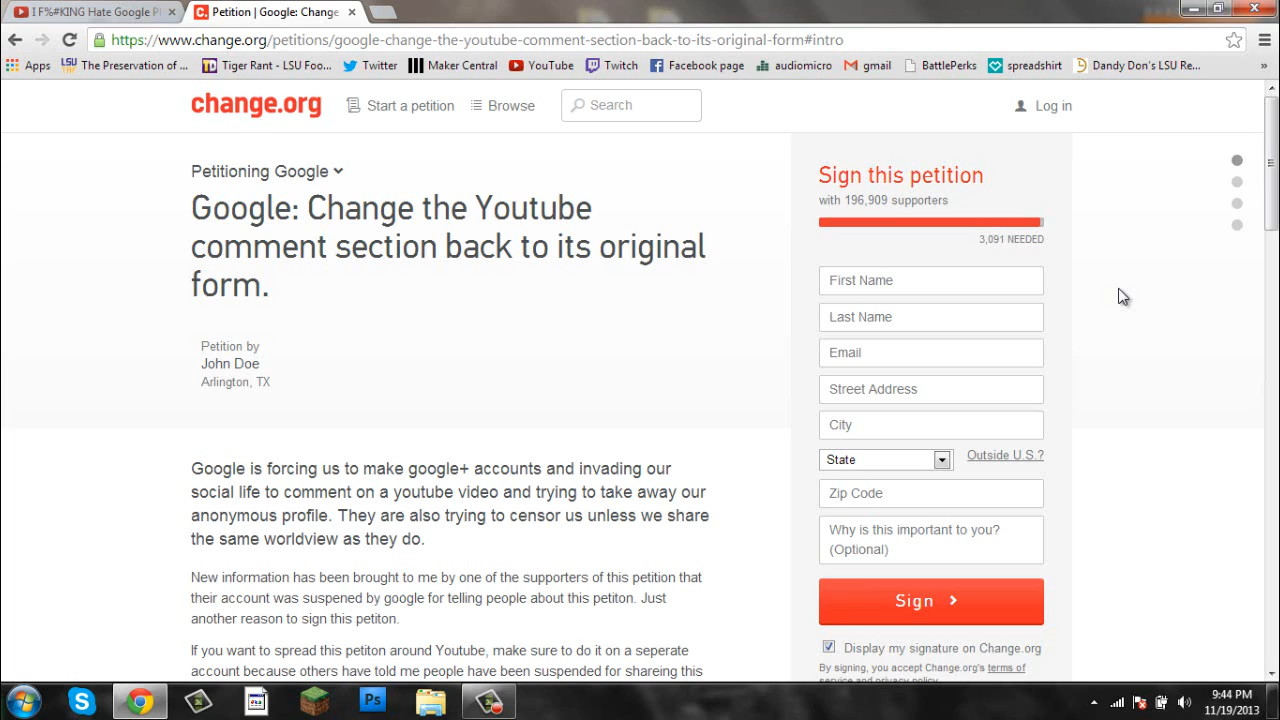 I F%#KING Hate Google P
Petition | Google: Change
https://www.change.org/petitions/google-change-the-youtube-comment-section-back-to-its-original-form#intro
Apps
The Preservation of ...
Tiger Rant - LSU Foo...
Twitter
Maker Central
YouTube
Twitch
Facebook page
audiomicro
gmail
BattlePerks
spreadshirt
Dandy Don's LSU Re...
»
change.org
Start a petition
Browse
Search
Log in
Petitioning Google
Google: Change the Youtube
comment section back to its original
form.
Petition by
John Doe
Arlington, TX
Google is forcing us to make google+ accounts and invading our
social life to comment on a youtube video and trying to take away our
anonymous profile. They are also trying to censor us unless we share
the same worldview as they do.
New information has been brought to me by one of the supporters of this petition that
their account was suspended by google for telling people about this petiton. Just
another reason to sign this petiton.
If you want to spread this petiton around Youtube, make sure to do it on a seperate
account because others have told me people have been suspended for sharing this
Sign this petition
with 196,909 supporters
3,091 NEEDED
First Name
Last Name
Email
Street Address
City
State
Outside U.S.?
Zip Code
Why is this important to you?
(Optional)
Sign
Display my signature on Change.org
By signing, you accept Change.org's terms of
service and privacy policy.
9:44 PM
11/19/2013